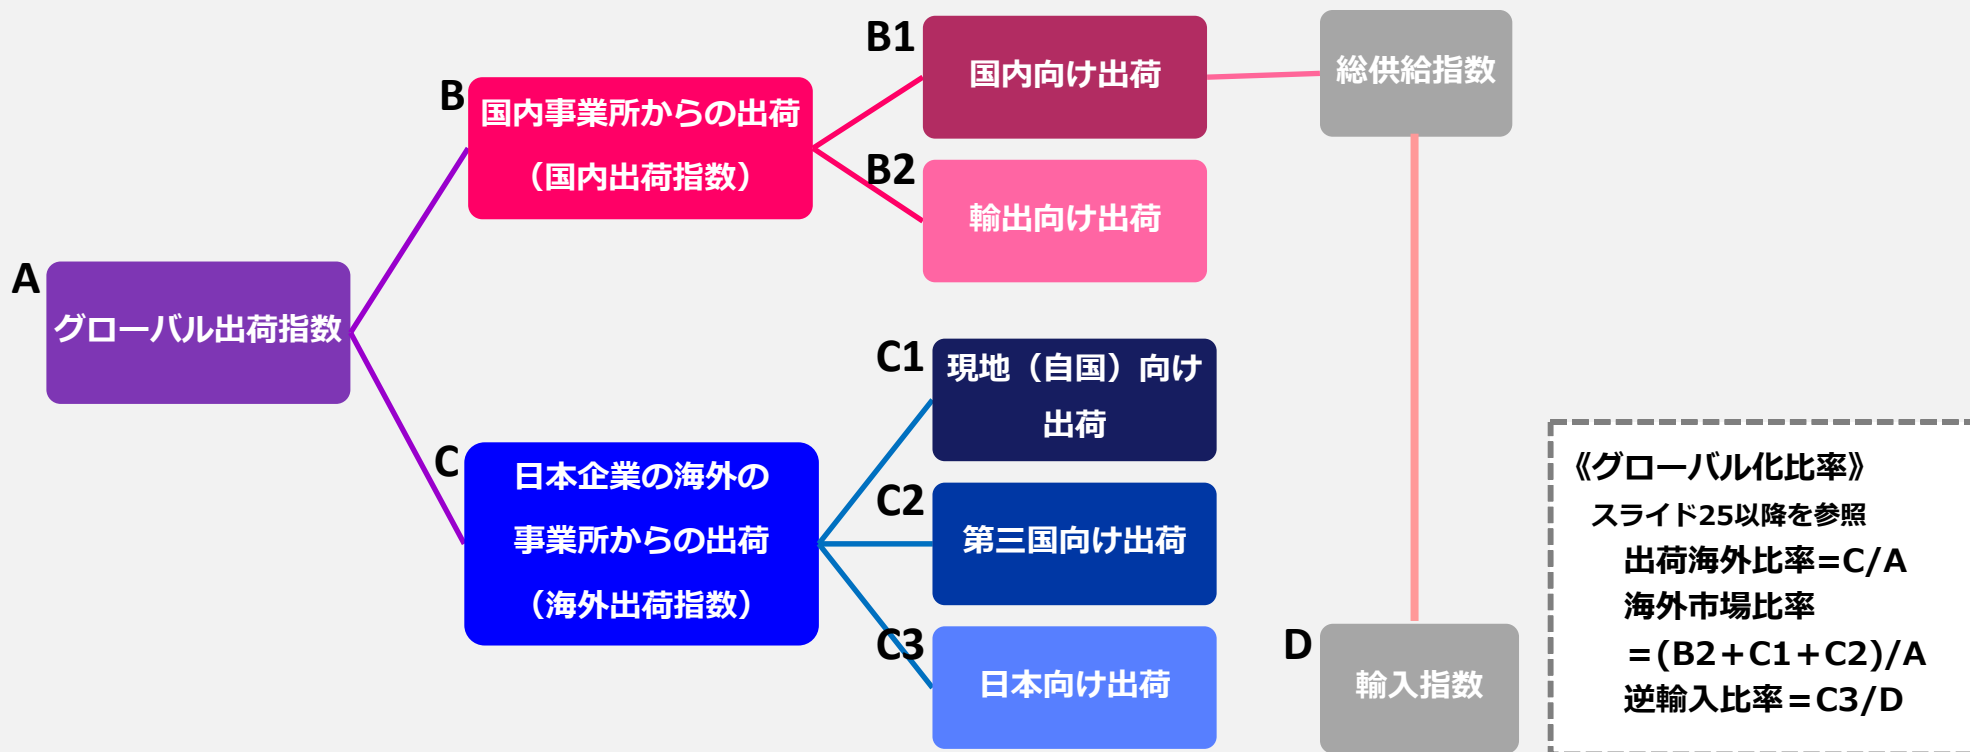 A
グローバル出荷指数
B
国内事業所からの出荷
（国内出荷指数）
B1
国内向け出荷
B2
輸出向け出荷
C
日本企業の海外の
事業所からの出荷
（海外出荷指数）
C1
現地（自国）向け
出荷
C2
第三国向け出荷
C3
日本向け出荷
総供給指数
D
輸入指数
《グローバル化比率》
スライド25以降を参照
出荷海外比率=C/A
海外市場比率
=(B2+C1+C2)/A
逆輸入比率=C3/D